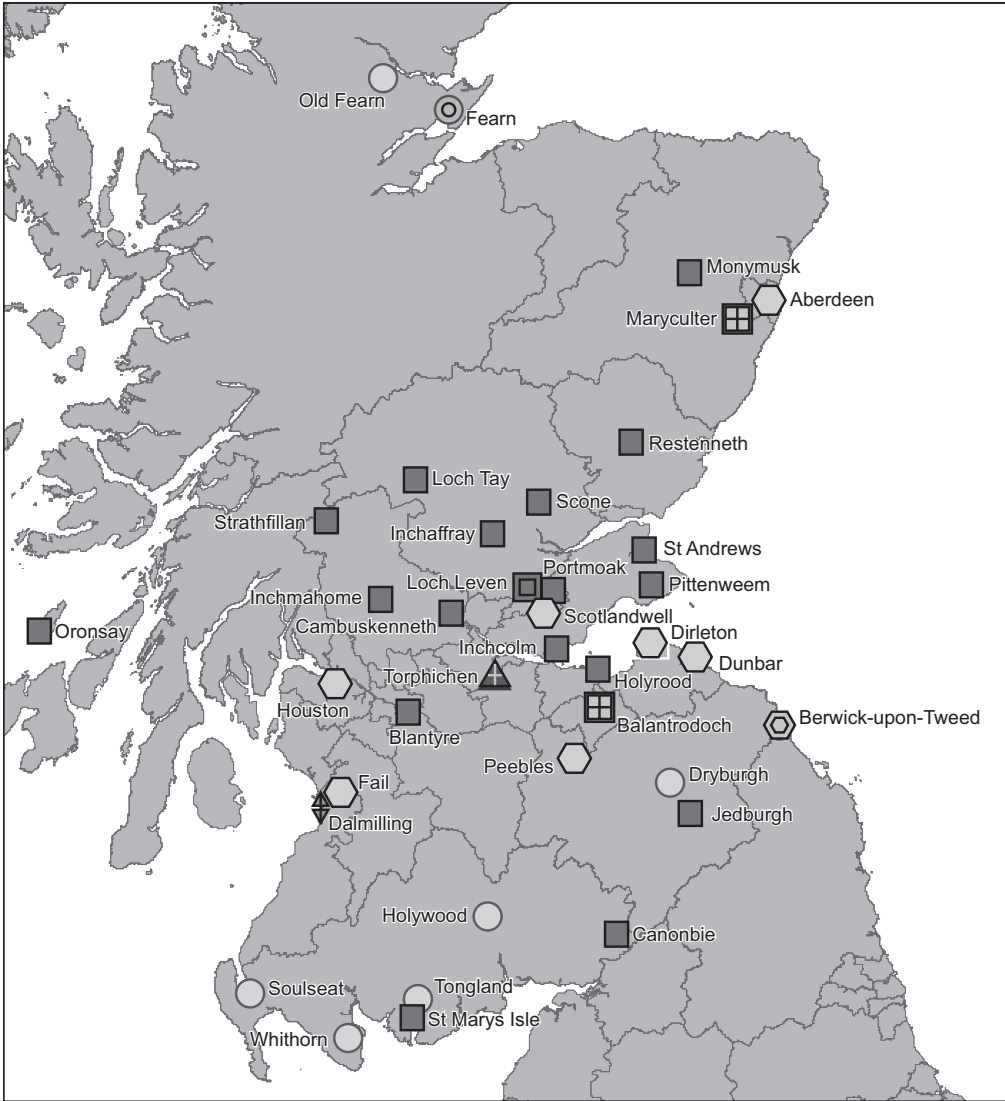 Old Fearn
Fearn
Monymusk
Aberdeen
Maryculter
Restenneth
Loch Tay
Scone
Strathfillan
Inchaffray
St Andrews
Portmoak
Loch Leven
Pittenweem
Inchmahome
Scotlandwell
Cambuskenneth
Oronsay
Dirleton
Inchcolm
Dunbar
Torphichen
Holyrood
Houston
Balantrodoch
Berwick-upon-Tweed
Blantyre
Peebles
Dryburgh
Fail
Jedburgh
Dalmilling
Holywood
Canonbie
Soulseat
Tongland
St Marys Isle
Whithorn